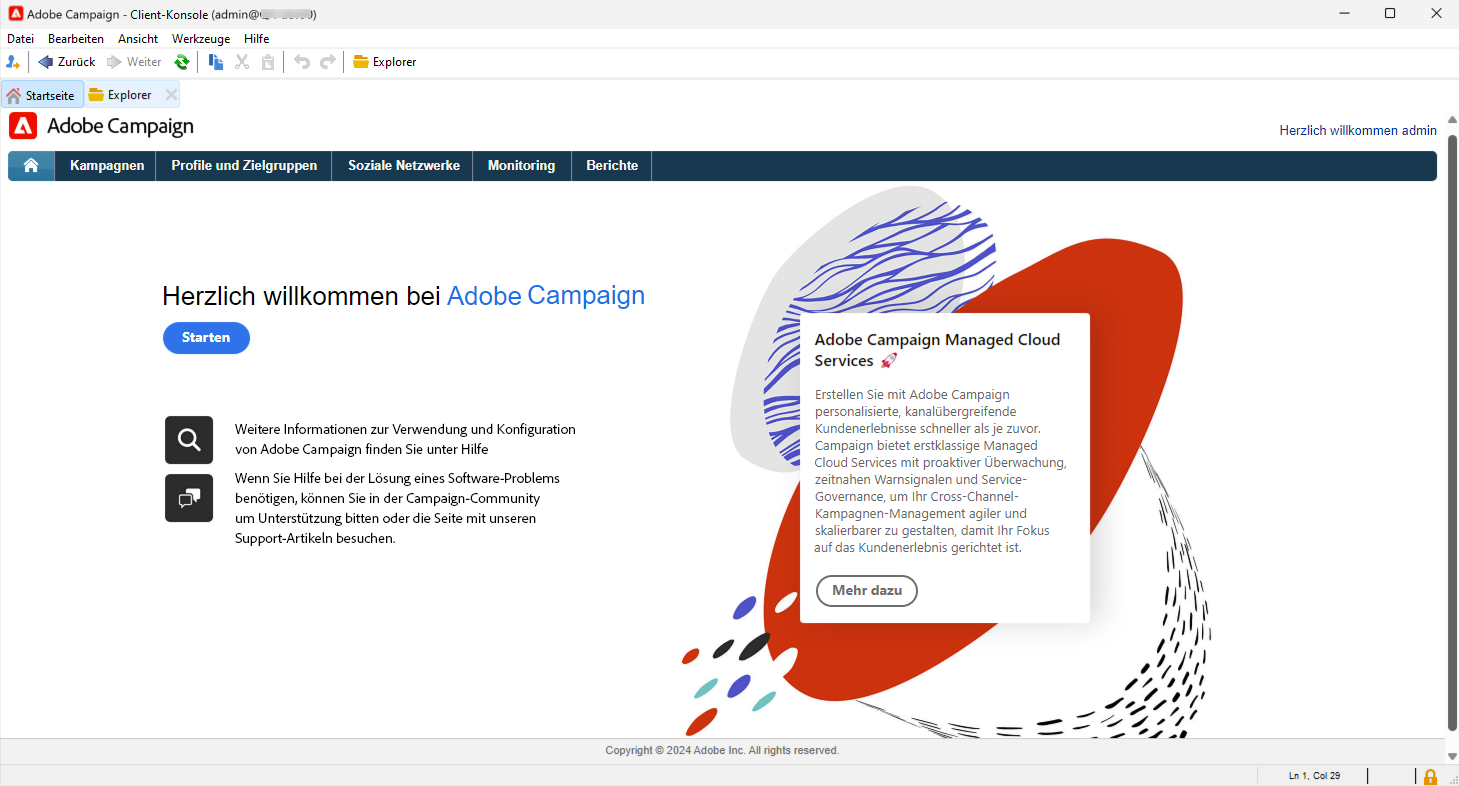 Adobe Campaign - Client-Konsole (admin@
Datei Bearbeiten Ansicht Werkzeuge Hilfe
Zurück Weiter Explorer
Startseite Explorer
Adobe Campaign
Herzlich willkommen admin
Kampagnen Profile und Zielgruppen Soziale Netzwerke Monitoring Berichte
Herzlich willkommen bei Adobe Campaign
Starten
Weitere Informationen zur Verwendung und Konfiguration
von Adobe Campaign finden Sie unter Hilfe
Wenn Sie Hilfe bei der Lösung eines Software-Problems
benötigen, können Sie in der Campaign-Community
um Unterstützung bitten oder die Seite mit unseren
Support-Artikeln besuchen.
Adobe Campaign Managed Cloud
Services 🚀
Erstellen Sie mit Adobe Campaign
personalisierte, kanalübergreifende
Kundenerlebnisse schneller als je zuvor.
Campaign bietet erstklassige Managed
Cloud Services mit proaktiver Überwachung,
zeitnahen Warnsignalen und Service-
Governance, um Ihr Cross-Channel-
Kampagnen-Management agiler und
skalierbarer zu gestalten, damit Ihr Fokus
auf das Kundenerlebnis gerichtet ist.
Mehr dazu
Copyright © 2024 Adobe Inc. All rights reserved.
Ln 1, Col 29